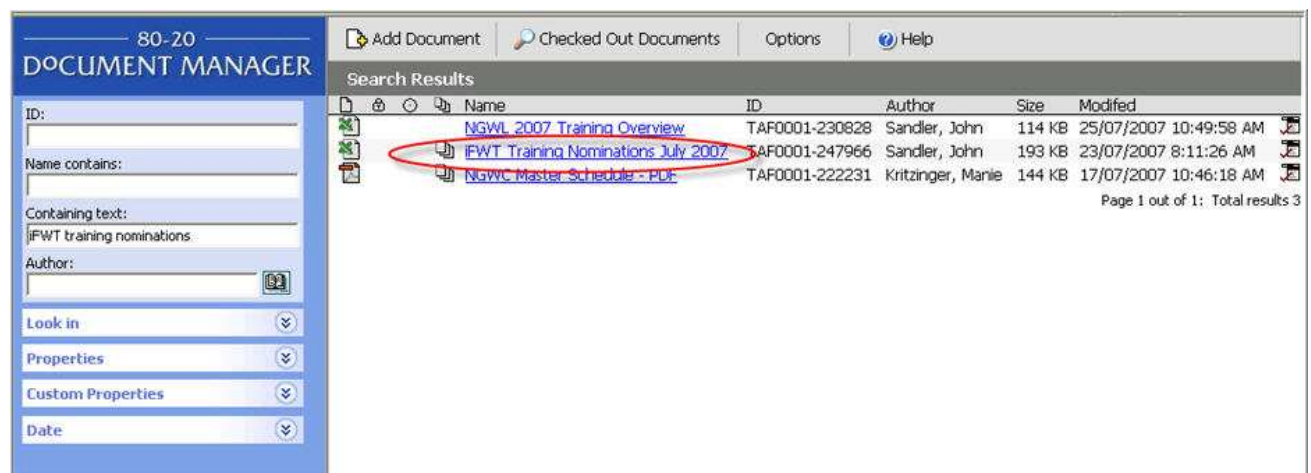 80-20
DOCUMENT MANAGER
ID:
Name contains:
Containing text:
iFWT training nominations
Author:
Look in
Properties
Custom Properties
Date
Add Document Checked Out Documents Options Help
Search Results
Name ID Author Size Modifed
NGWL 2007 Training Overview TAF0001-230828 Sandler, John 114 KB 25/07/2007 10:49:58 AM
iFWT Training Nominations July 2007 TAF0001-247966 Sandler, John 193 KB 23/07/2007 8:11:26 AM
NGWC Master Schedule - PDF TAF0001-222231 Kritzinger, Manie 144 KB 17/07/2007 10:46:18 AM
Page 1 out of 1: Total results 3